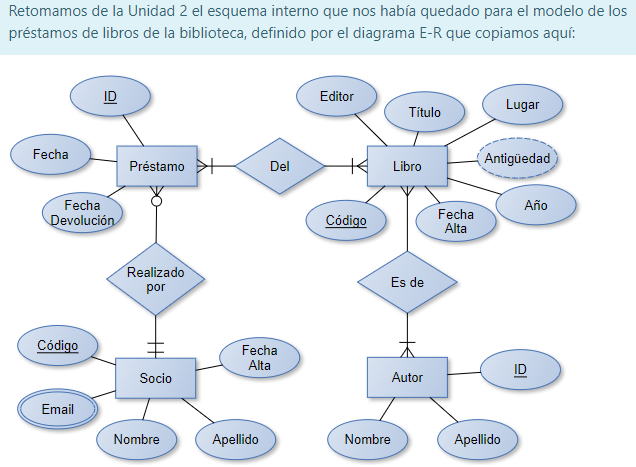 Retomamos de la Unidad 2 el esquema interno que nos había quedado para el modelo de los
préstamos de libros de la biblioteca, definido por el diagrama E-R que copiamos aquí:
ID
Editor
Título
Lugar
Fecha
Préstamo
Del
Libro
Antigüedad
Fecha
Devolución
Código
Fecha
Alta
Año
Realizado
por
Es de
Código
Fecha
Alta
Socio
Autor
ID
Email
Nombre
Apellido
Nombre
Apellido